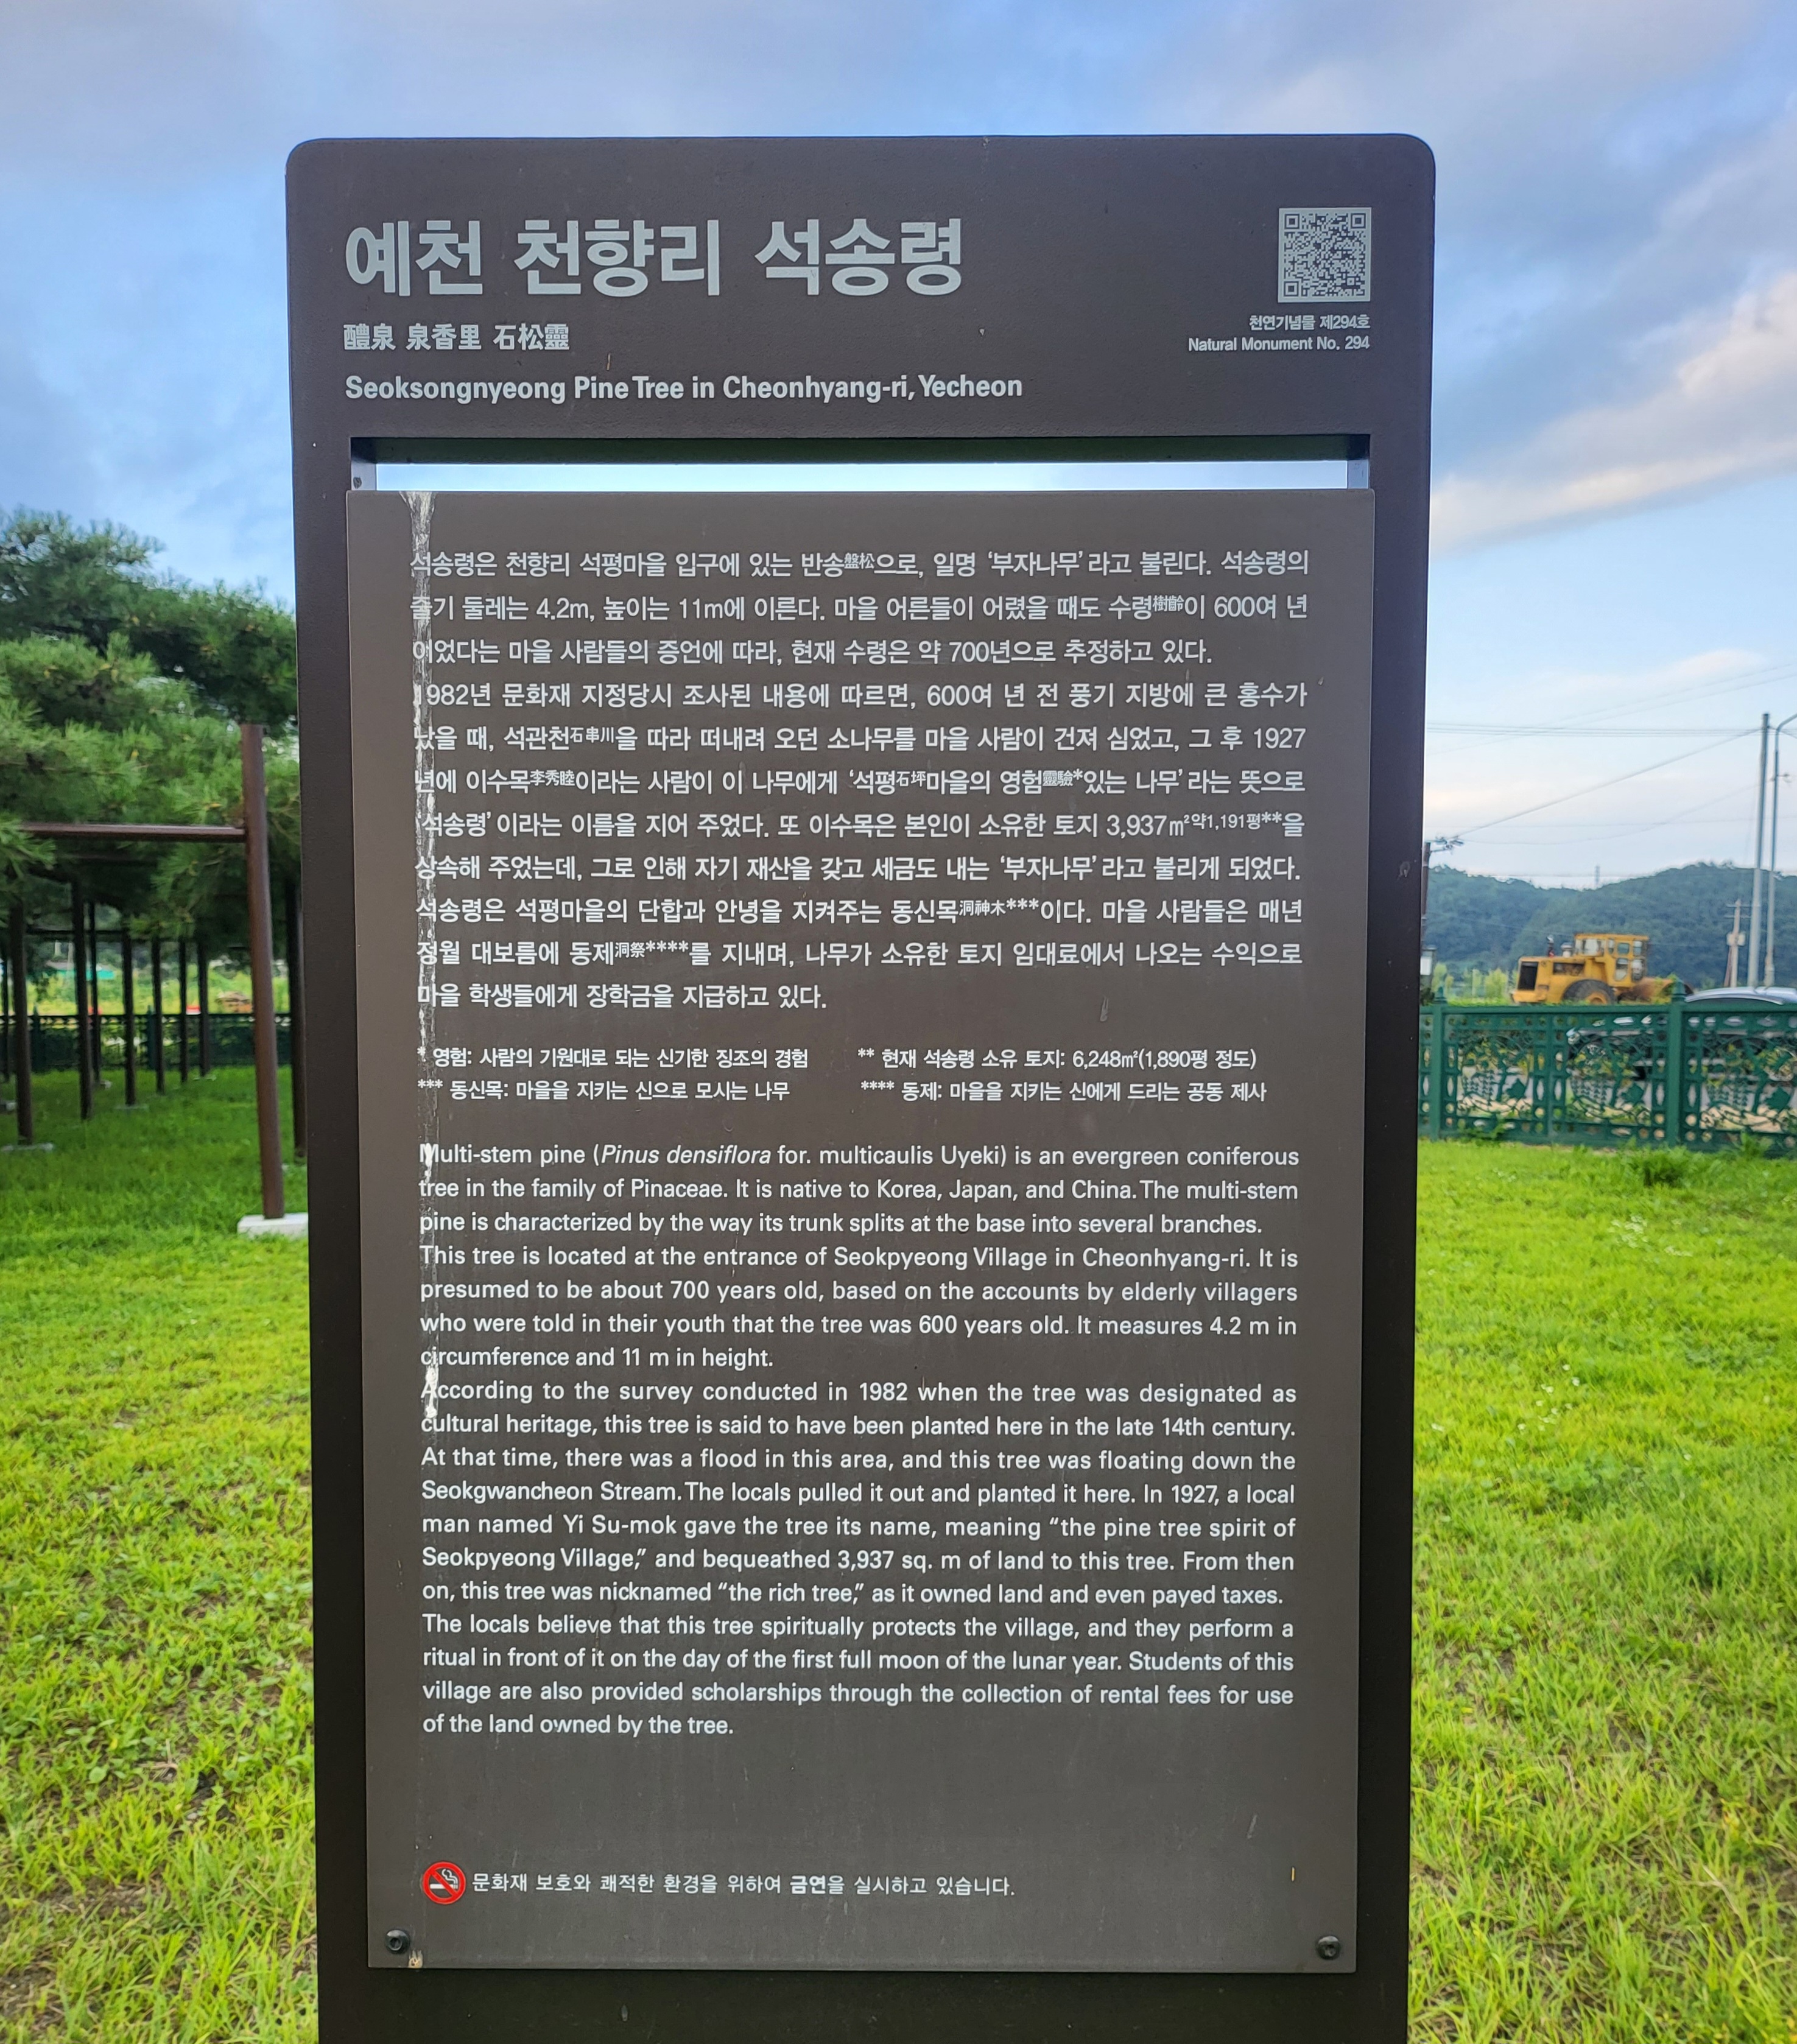 예천 천향리 석송령
醴泉 泉香里 石松靈
Seoksongnyeong Pine Tree in Cheonhyang-ri, Yecheon
천연기념물 제294호
Natural Monument No. 294
석송령은 천향리 석평마을 입구에 있는 반송盤松으로, 일명 ‘부자나무’라고 불린다. 석송령의
줄기 둘레는 4.2m, 높이는 11m에 이른다. 마을 어른들이 어렸을 때도 수령樹齡이 600여 년
이었다는 마을 사람들의 증언에 따라, 현재 수령은 약 700년으로 추정하고 있다.
1982년 문화재 지정당시 조사된 내용에 따르면, 600여 년 전 풍기 지방에 큰 홍수가
났을 때, 석관천石串川을 따라 떠내려 오던 소나무를 마을 사람이 건져 심었고, 그 후 1927
년에 이수목李秀睦이라는 사람이 이 나무에게 ‘석평石坪마을의 영험靈驗*있는 나무’라는 뜻으로
‘석송령’이라는 이름을 지어 주었다. 또 이수목은 본인이 소유한 토지 3,937㎡약1,191평**을
상속해 주었는데, 그로 인해 자기 재산을 갖고 세금도 내는 ‘부자나무’라고 불리게 되었다.
석송령은 석평마을의 단합과 안녕을 지켜주는 동신목洞神木***이다. 마을 사람들은 매년
정월 대보름에 동제洞祭****를 지내며, 나무가 소유한 토지 임대료에서 나오는 수익으로
마을 학생들에게 장학금을 지급하고 있다.
* 영험: 사람의 기원대로 되는 신기한 징조의 경험 ** 현재 석송령 소유 토지: 6,248㎡(1,890평 정도)
*** 동신목: 마을을 지키는 신으로 모시는 나무 **** 동제: 마을을 지키는 신에게 드리는 공동 제사
Multi-stem pine (Pinus densiflora for. multicaulis Uyeki) is an evergreen coniferous
tree in the family of Pinaceae. It is native to Korea, Japan, and China. The multi-stem
pine is characterized by the way its trunk splits at the base into several branches.
This tree is located at the entrance of Seokpyeong Village in Cheonhyang-ri. It is
presumed to be about 700 years old, based on the accounts by elderly villagers
who were told in their youth that the tree was 600 years old. It measures 4.2 m in
circumference and 11 m in height.
According to the survey conducted in 1982 when the tree was designated as
cultural heritage, this tree is said to have been planted here in the late 14th century.
At that time, there was a flood in this area, and this tree was floating down the
Seokgwancheon Stream. The locals pulled it out and planted it here. In 1927, a local
man named Yi Su-mok gave the tree its name, meaning “the pine tree spirit of
Seokpyeong Village,” and bequeathed 3,937 sq. m of land to this tree. From then
on, this tree was nicknamed “the rich tree,” as it owned land and even payed taxes.
The locals believe that this tree spiritually protects the village, and they perform a
ritual in front of it on the day of the first full moon of the lunar year. Students of this
village are also provided scholarships through the collection of rental fees for use
of the land owned by the tree.
문화재 보호와 쾌적한 환경을 위하여 금연을 실시하고 있습니다.